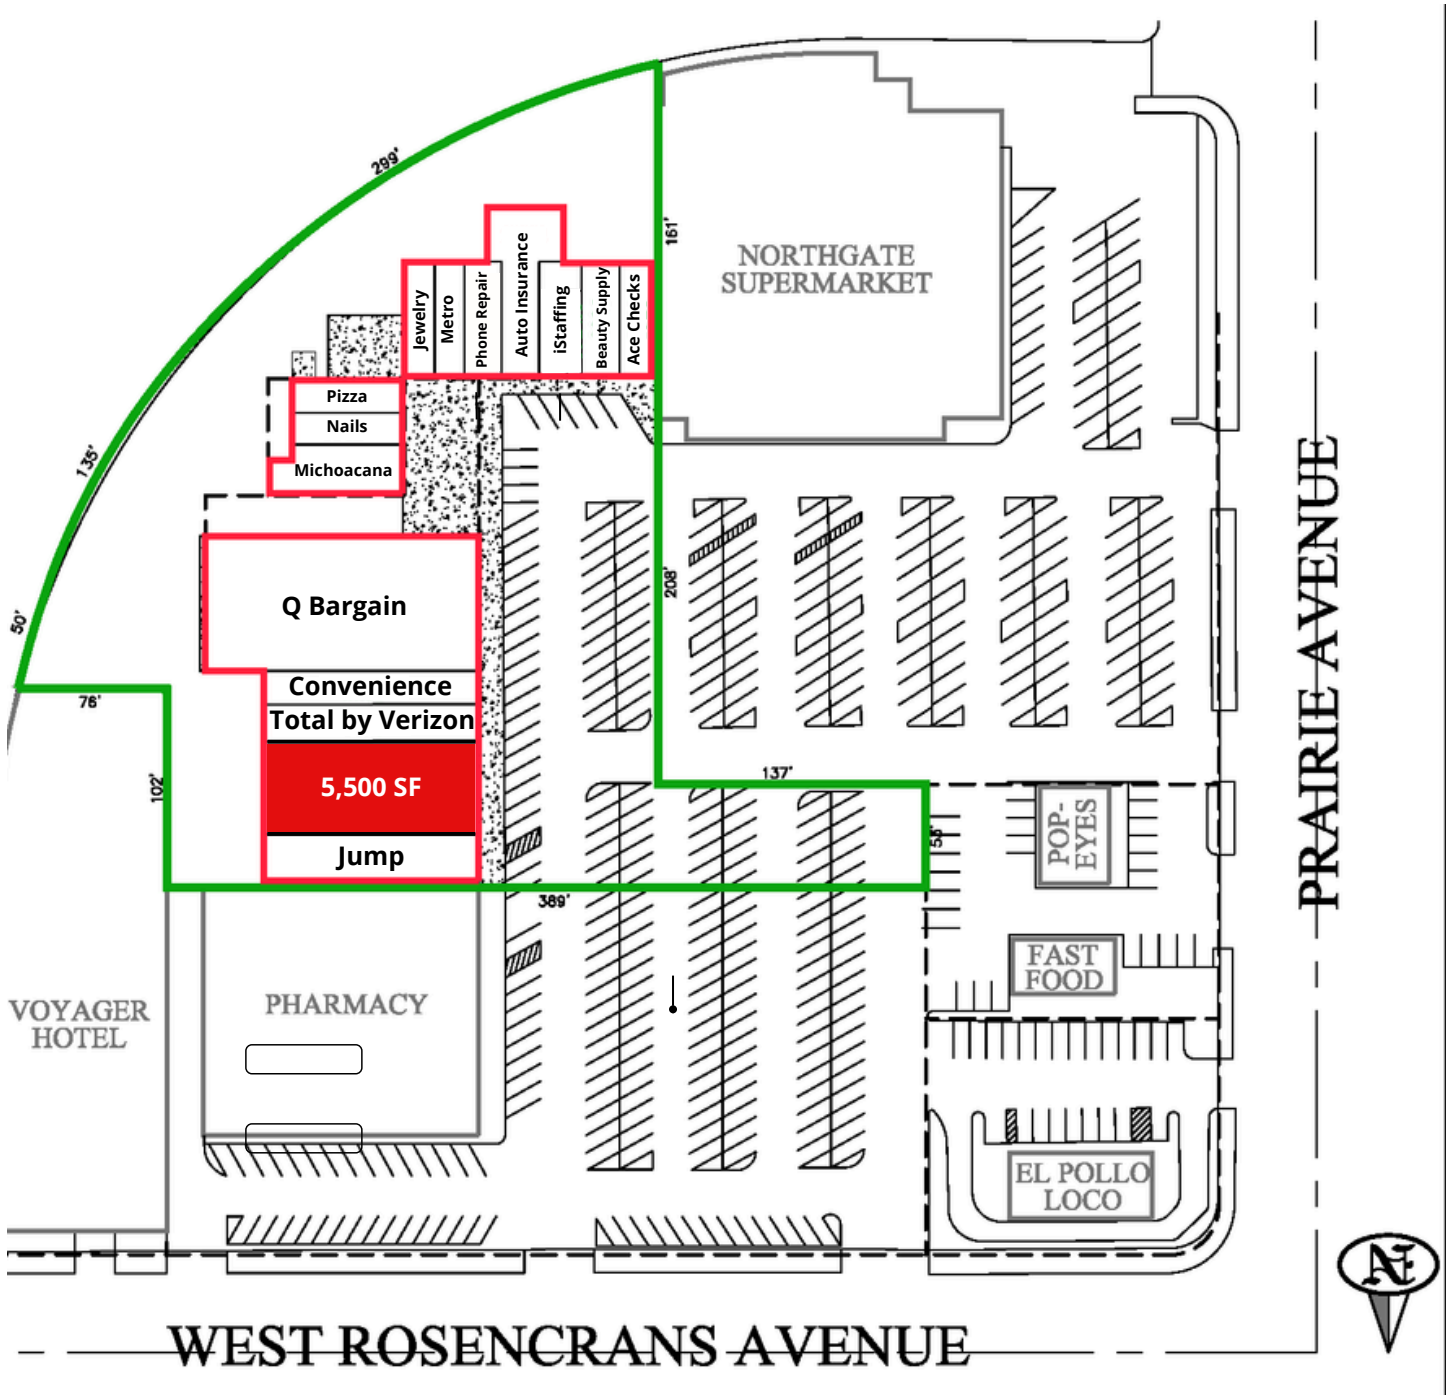 299'
161'
NORTHGATE
SUPERMARKET
Jewelry
Metro
Phone Repair
Auto Insurance
iStaffing
Beauty Supply
Ace Checks
Pizza
Nails
Michoacana
135'
208'
50'
Q Bargain
76'
Convenience
Total by Verizon
102'
5,500 SF
137'
Jump
389'
POP-
EYES
PRAIRIE AVENUE
FAST
FOOD
VOYAGER
HOTEL
PHARMACY
EL POLLO
LOCO
N
WEST ROSENCRANS AVENUE